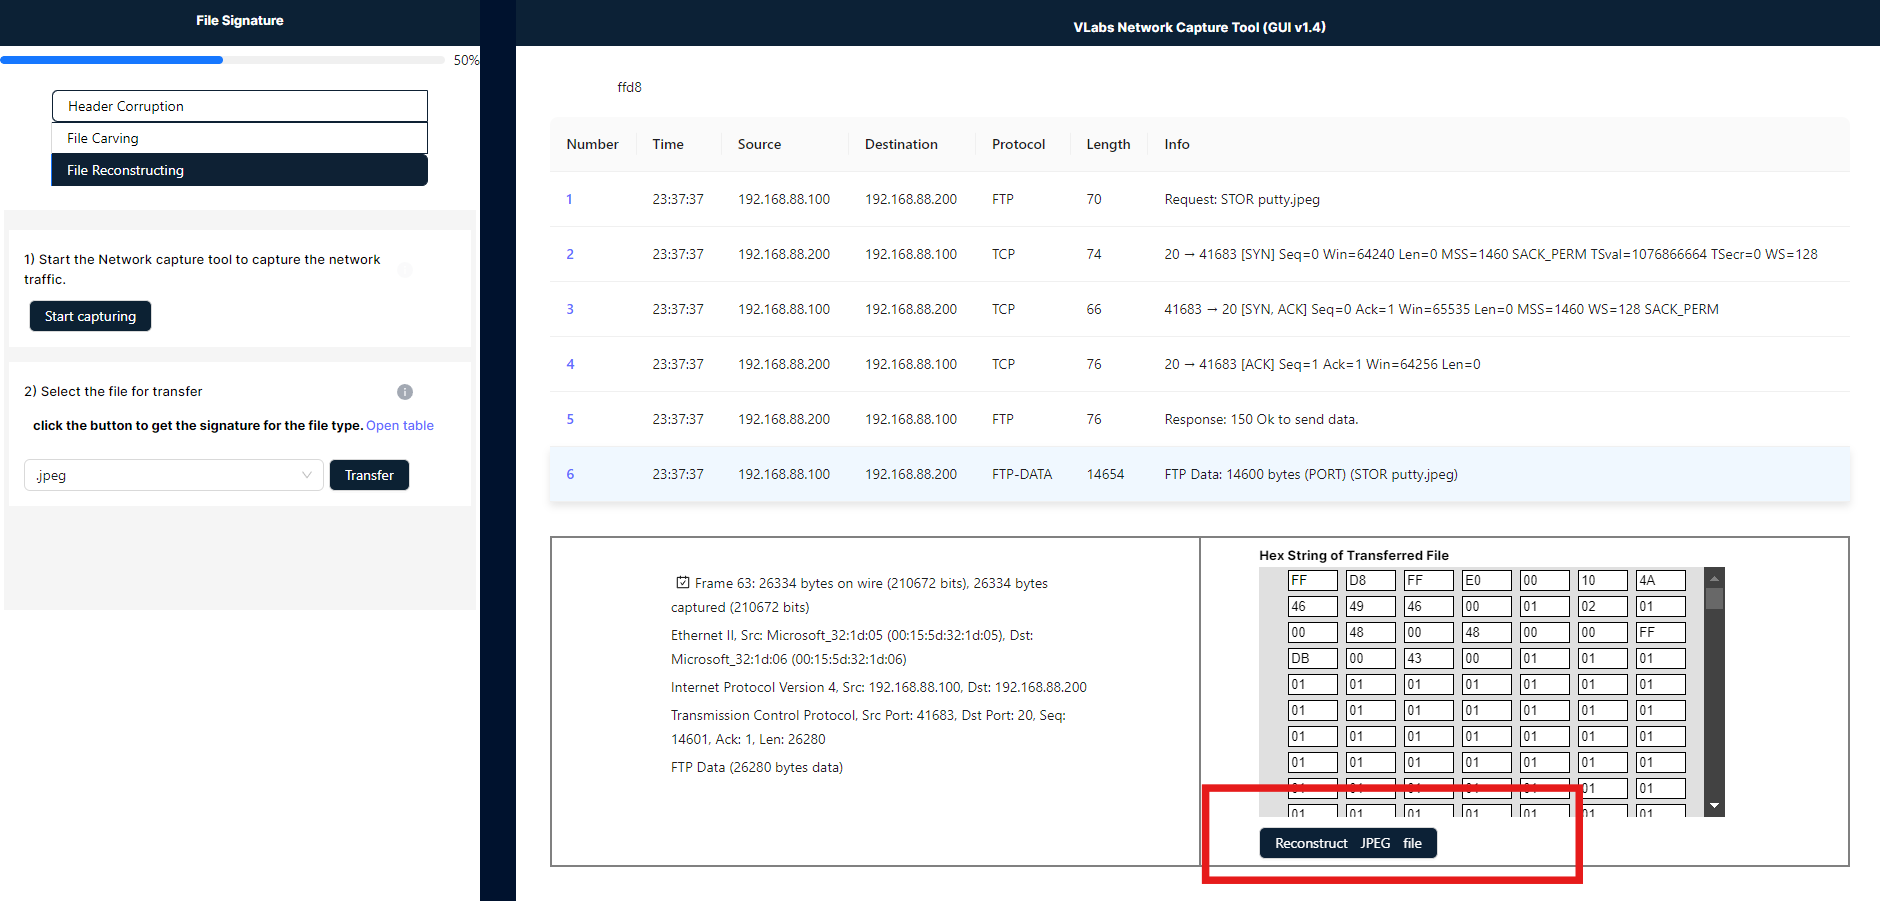 File Signature
50%
Header Corruption
File Carving
File Reconstructing
1) Start the Network capture tool to capture the network
traffic.
Start capturing
2) Select the file for transfer
click the button to get the signature for the file type. Open table
.jpeg
Transfer
VLabs Network Capture Tool (GUI v1.4)
ffd8
Number Time Source Destination Protocol Length Info
1 23:37:37 192.168.88.100 192.168.88.200 FTP 70 Request: STOR putty.jpeg
2 23:37:37 192.168.88.200 192.168.88.100 TCP 74 20 → 41683 [SYN] Seq=0 Win=64240 Len=0 MSS=1460 SACK_PERM TSval=1076866664 TSecr=0 WS=128
3 23:37:37 192.168.88.100 192.168.88.200 TCP 66 41683 → 20 [SYN, ACK] Seq=0 Ack=1 Win=65535 Len=0 MSS=1460 WS=128 SACK_PERM
4 23:37:37 192.168.88.200 192.168.88.100 TCP 76 20 → 41683 [ACK] Seq=1 Ack=1 Win=64256 Len=0
5 23:37:37 192.168.88.200 192.168.88.100 FTP 76 Response: 150 Ok to send data.
6 23:37:37 192.168.88.100 192.168.88.200 FTP-DATA 14654 FTP Data: 14600 bytes (PORT) (STOR putty.jpeg)
Frame 63: 26334 bytes on wire (210672 bits), 26334 bytes
captured (210672 bits)
Ethernet II, Src: Microsoft_32:1d:05 (00:15:5d:32:1d:05), Dst:
Microsoft_32:1d:06 (00:15:5d:32:1d:06)
Internet Protocol Version 4, Src: 192.168.88.100, Dst: 192.168.88.200
Transmission Control Protocol, Src Port: 41683, Dst Port: 20, Seq:
14601, Ack: 1, Len: 26280
FTP Data (26280 bytes data)
Hex String of Transferred File
FF D8 FF E0 00 10 4A
46 49 46 00 01 02 01
00 48 00 48 00 00 FF
DB 00 43 00 01 01 01
01 01 01 01 01 01 01
01 01 01 01 01 01 01
01 01 01 01 01 01 01
01 01 01 01 01 01 01
01 01 01 01 01 01 01
01 01 01 01 01 01 01
Reconstruct JPEG file